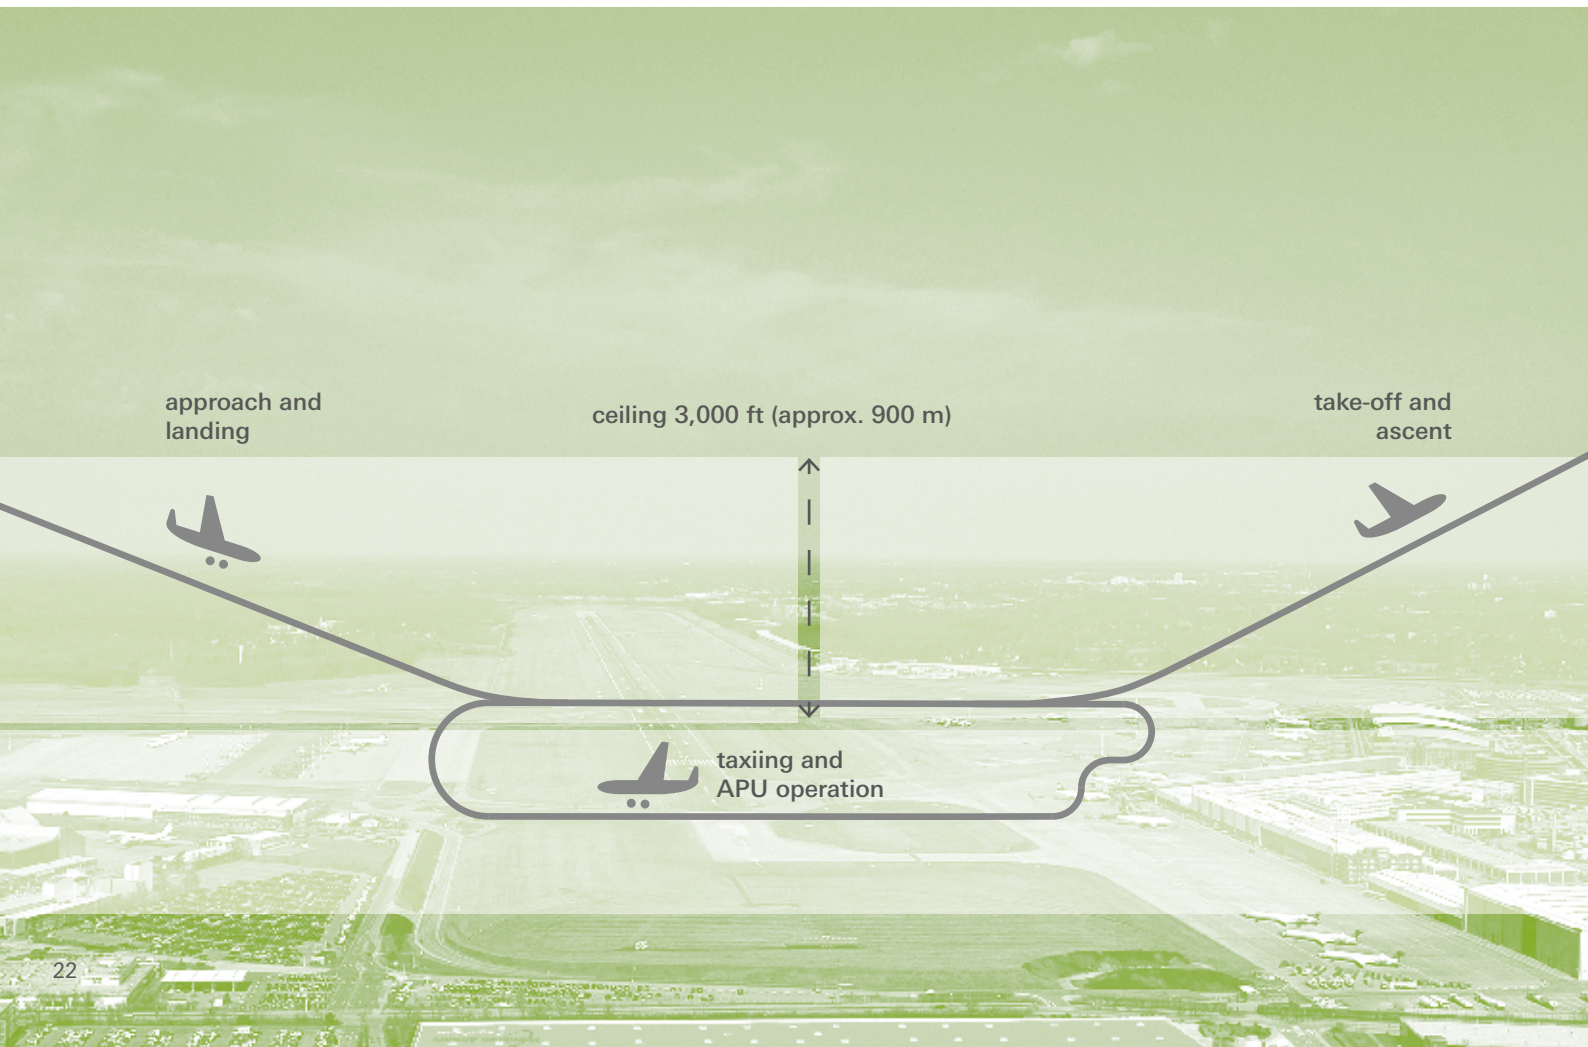 approach and
landing
ceiling 3,000 ft (approx. 900 m)
take-off and
ascent
taxiing and
APU operation
22